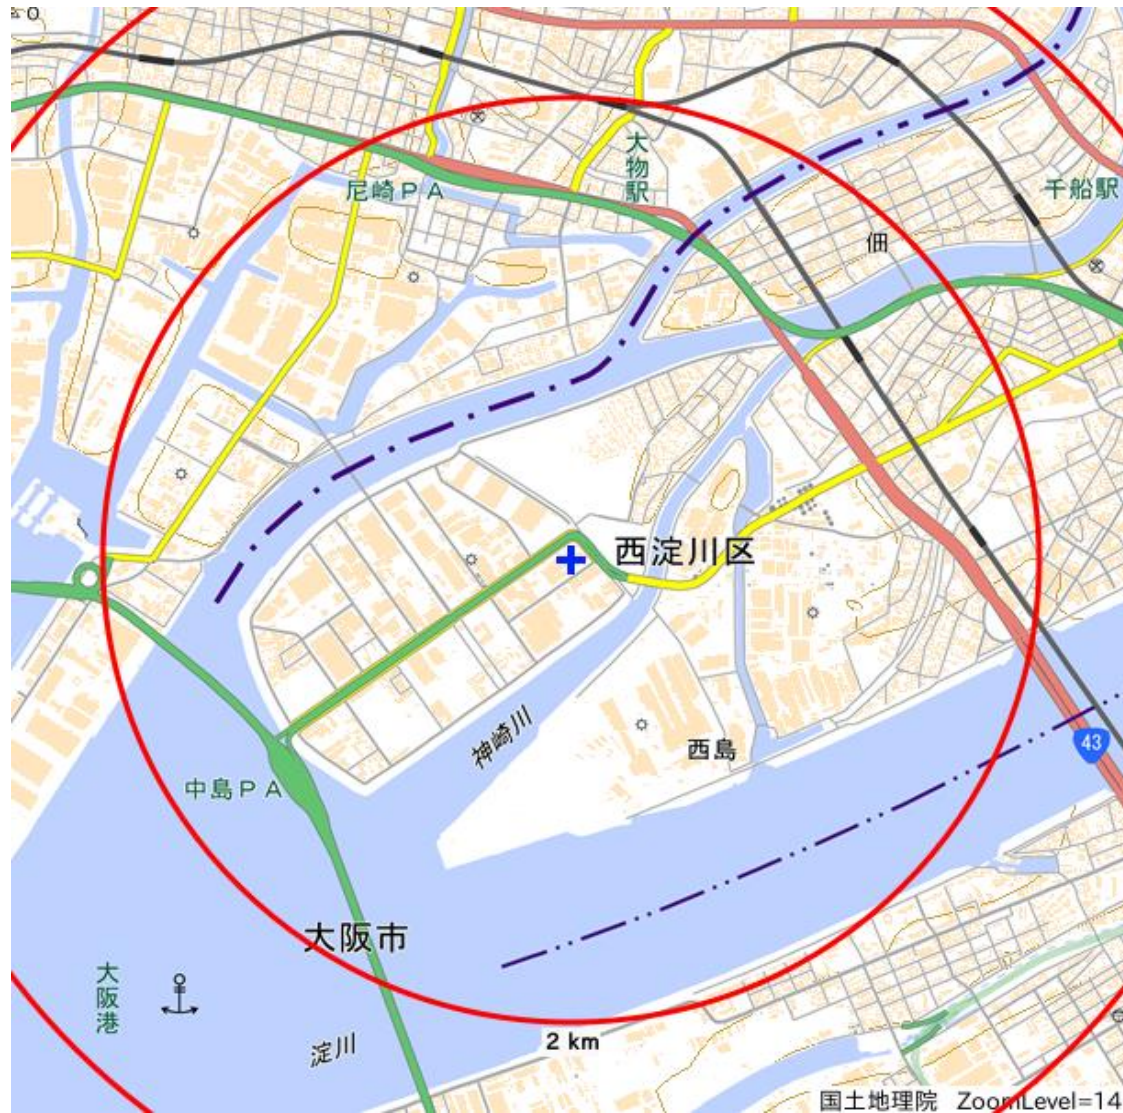 大物駅
尼崎PA
千船駅
佃
西淀川区
神崎川
西島
43
中島PA
大阪市
大阪港
淀川
2 km
国土地理院 ZoomLevel=14